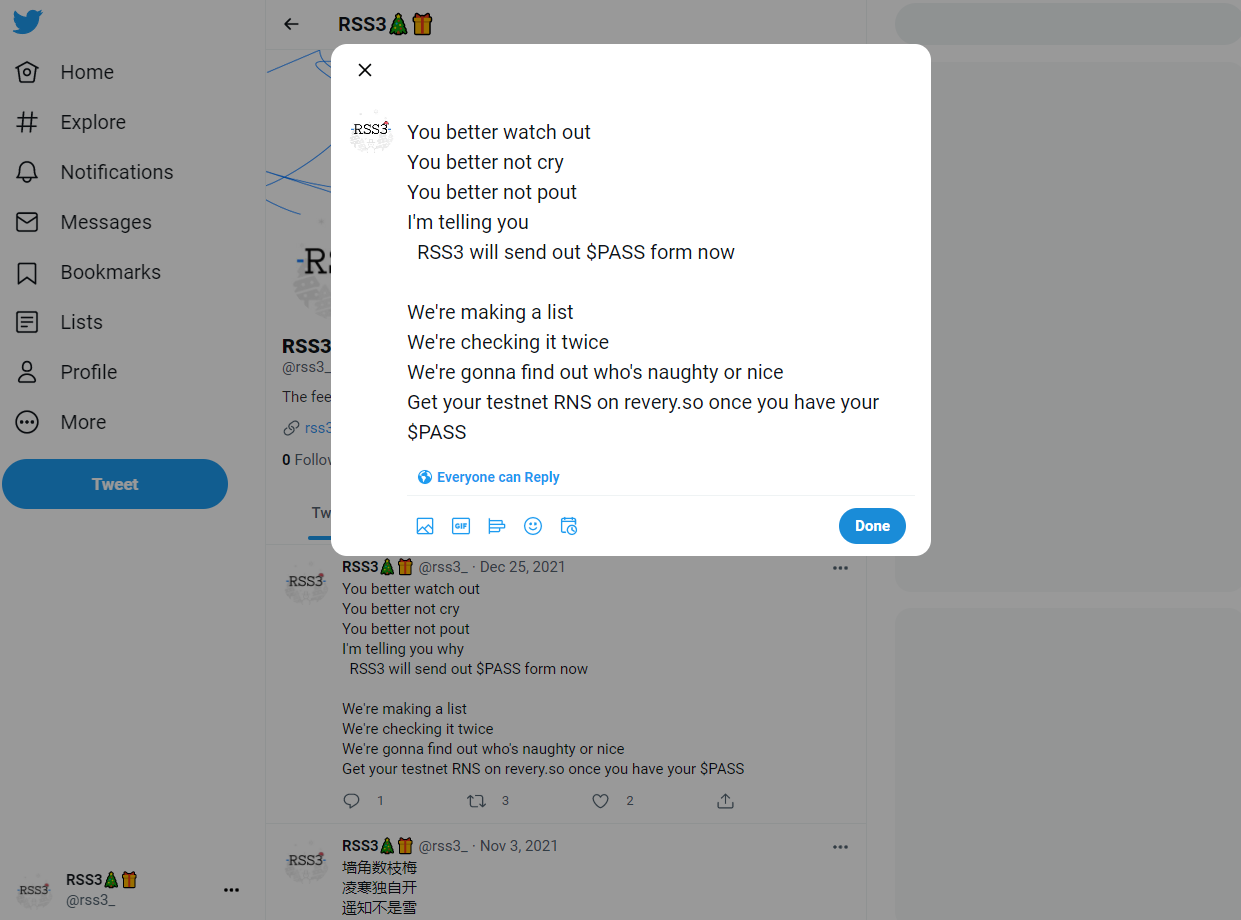 RSS3🎄🎁
Home
Explore
Notifications
Messages
Bookmarks
Lists
Profile
More
Tweet
RSS3🎄🎁
@rss3_
-RSS3-
You better watch out
You better not cry
You better not pout
I'm telling you
RSS3 will send out $PASS form now
We're making a list
We're checking it twice
We're gonna find out who's naughty or nice
Get your testnet RNS on revery.so once you have your
$PASS
Everyone can Reply
GIF
Done
-RS
RSS3
@rss3_
The fee
rss3
0 Follow
Tw
RSS3
RSS3🎄🎁 @rss3_ · Dec 25, 2021
You better watch out
You better not cry
You better not pout
I'm telling you why
RSS3 will send out $PASS form now
We're making a list
We're checking it twice
We're gonna find out who's naughty or nice
Get your testnet RNS on revery.so once you have your $PASS
1 3 2
RSS3
RSS3🎄🎁 @rss3_ · Nov 3, 2021
墙角数枝梅
凌寒独自开
遥知不是雪
RSS3